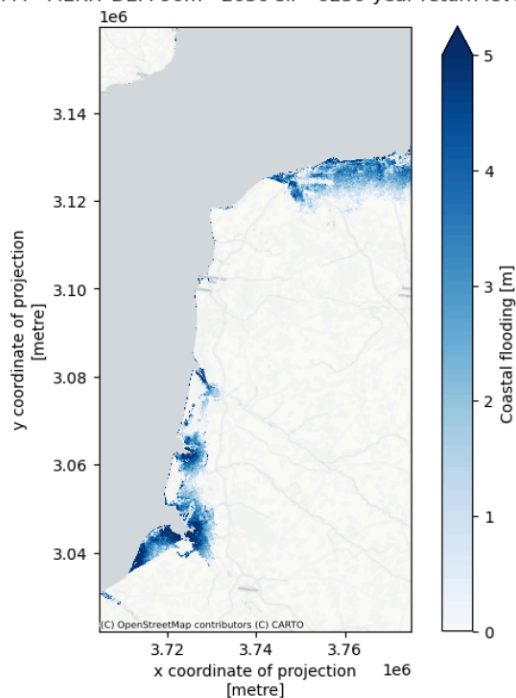 1e6
3.14
3.12
3.10
3.08
3.06
3.04
3.72
3.74
3.76
1e6
x coordinate of projection
[metre]
y coordinate of projection
[metre]
(C) OpenStreetMap contributors (C) CARTO
5
4
3
2
1
0
Coastal flooding [m]